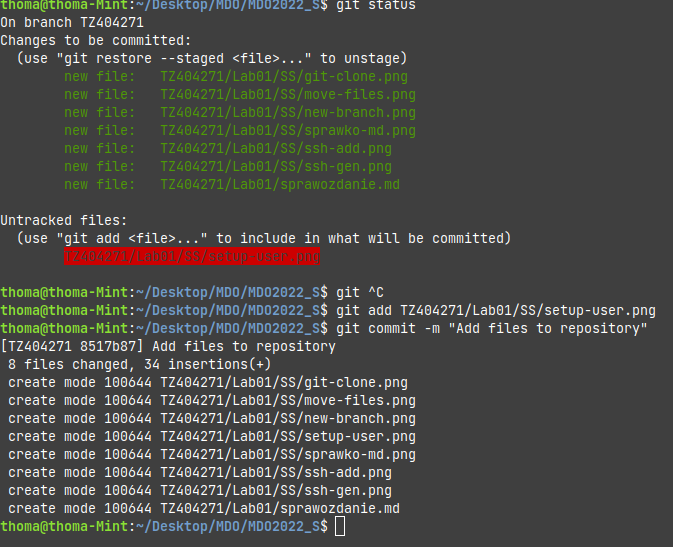 thoma@thoma-Mint:~/Desktop/MDO/MDO2022_S$ git status
On branch TZ404271
Changes to be committed:
  (use "git restore --staged <file>..." to unstage)
        new file:   TZ404271/Lab01/SS/git-clone.png
        new file:   TZ404271/Lab01/SS/move-files.png
        new file:   TZ404271/Lab01/SS/new-branch.png
        new file:   TZ404271/Lab01/SS/sprawko-md.png
        new file:   TZ404271/Lab01/SS/ssh-add.png
        new file:   TZ404271/Lab01/SS/ssh-gen.png
        new file:   TZ404271/Lab01/sprawozdanie.md

Untracked files:
  (use "git add <file>..." to include in what will be committed)
        TZ404271/Lab01/SS/setup-user.png

thoma@thoma-Mint:~/Desktop/MDO/MDO2022_S$ git ^C
thoma@thoma-Mint:~/Desktop/MDO/MDO2022_S$ git add TZ404271/Lab01/SS/setup-user.png
thoma@thoma-Mint:~/Desktop/MDO/MDO2022_S$ git commit -m "Add files to repository"
[TZ404271 8517b87] Add files to repository
 8 files changed, 34 insertions(+)
 create mode 100644 TZ404271/Lab01/SS/git-clone.png
 create mode 100644 TZ404271/Lab01/SS/move-files.png
 create mode 100644 TZ404271/Lab01/SS/new-branch.png
 create mode 100644 TZ404271/Lab01/SS/setup-user.png
 create mode 100644 TZ404271/Lab01/SS/sprawko-md.png
 create mode 100644 TZ404271/Lab01/SS/ssh-add.png
 create mode 100644 TZ404271/Lab01/SS/ssh-gen.png
 create mode 100644 TZ404271/Lab01/sprawozdanie.md
thoma@thoma-Mint:~/Desktop/MDO/MDO2022_S$